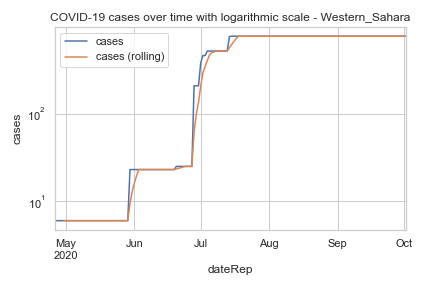 COVID-19 cases over time with logarithmic scale - Western_Sahara
cases
cases (rolling)
10²
10¹
cases
May
2020
Jun
Jul
Aug
Sep
Oct
dateRep